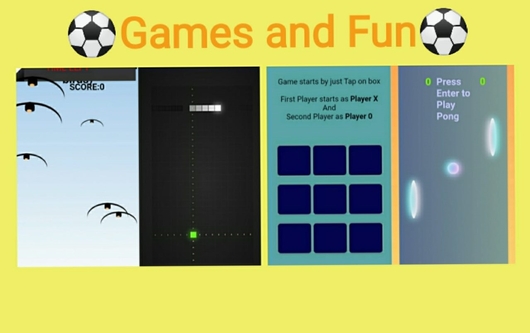 Games and Fun
SCORE:0
Game starts by just Tap on box
First Player starts as Player X
And
Second Player as Player 0
0 Press 0
Enter to
Play
Pong